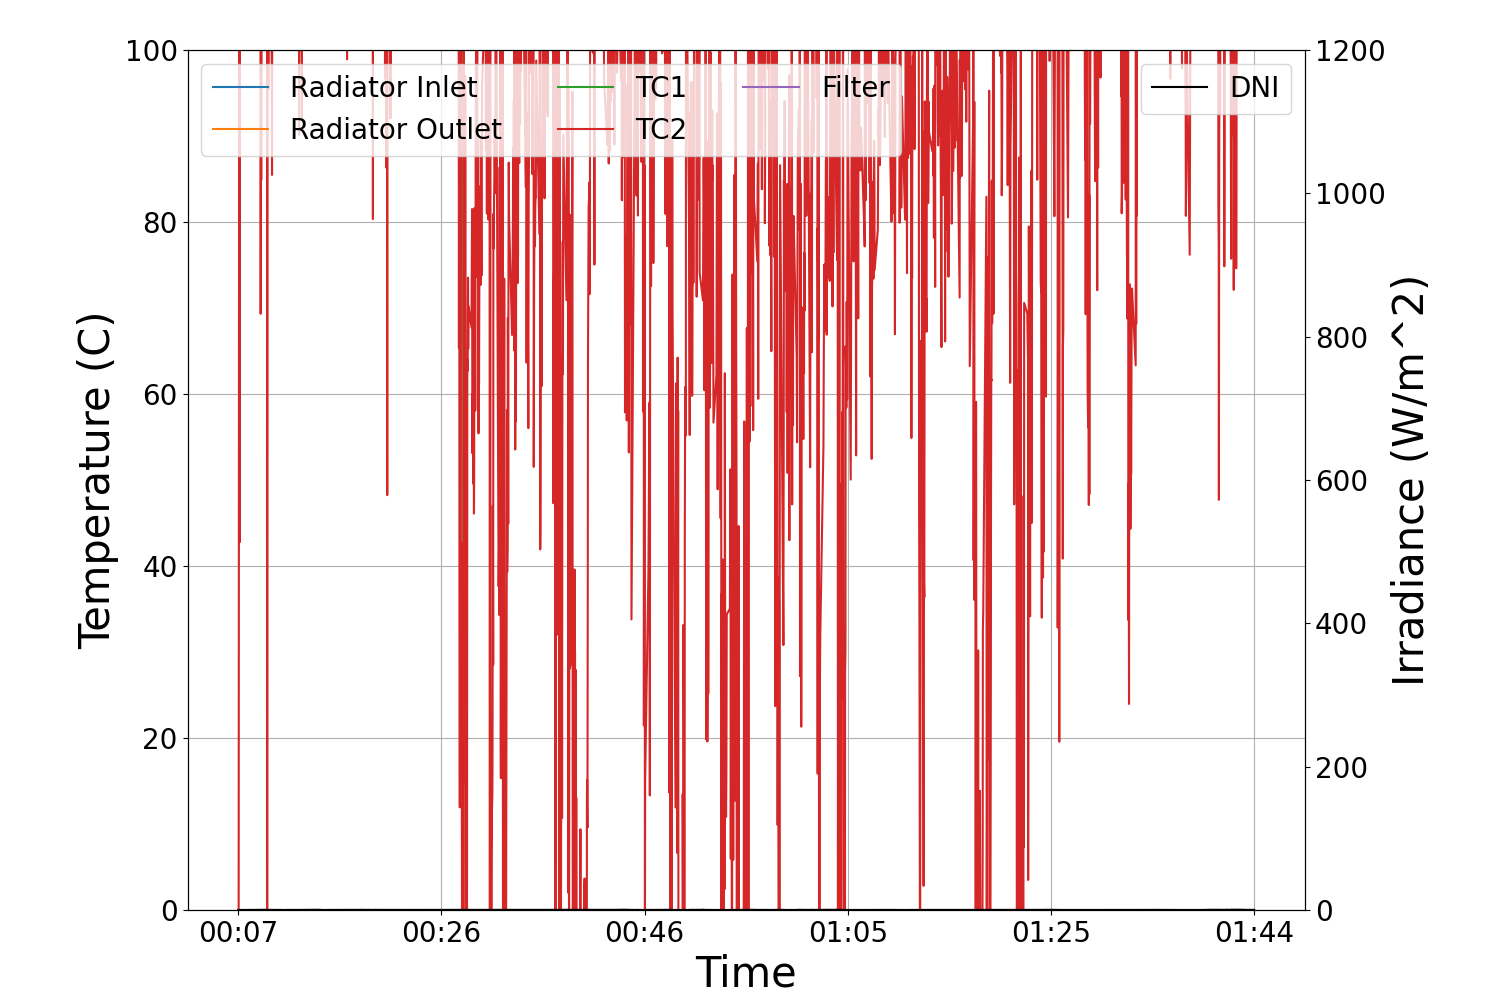 100
80
60
40
20
0
Temperature (C)
Radiator Inlet
Radiator Outlet
TC1
TC2
Filter
DNI
1200
1000
800
600
400
200
0
Irradiance (W/m^2)
00:07
00:26
00:46
01:05
01:25
01:44
Time